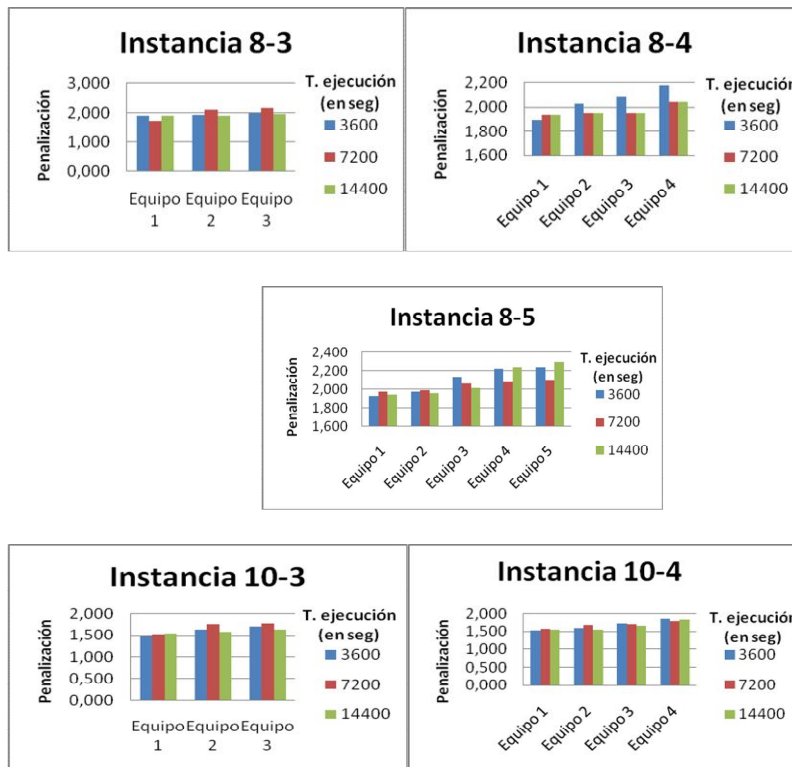 Instancia 8-3
Penalización
3,000
2,000
1,000
0,000
Equipo 1
Equipo 2
Equipo 3
T. ejecución
(en seg)
3600
7200
14400
Instancia 8-4
Penalización
2,200
2,000
1,800
1,600
Equipo 1
Equipo 2
Equipo 3
Equipo 4
T. ejecución
(en seg)
3600
7200
14400
Instancia 8-5
Penalización
2,400
2,200
2,000
1,800
1,600
Equipo 1
Equipo 2
Equipo 3
Equipo 4
Equipo 5
T. ejecución
(en seg)
3600
7200
14400
Instancia 10-3
Penalización
2,000
1,500
1,000
0,500
0,000
Equipo 1
Equipo 2
Equipo 3
T. ejecución
(en seg)
3600
7200
14400
Instancia 10-4
Penalización
2,000
1,500
1,000
0,500
0,000
Equipo 1
Equipo 2
Equipo 3
Equipo 4
T. ejecución
(en seg)
3600
7200
14400